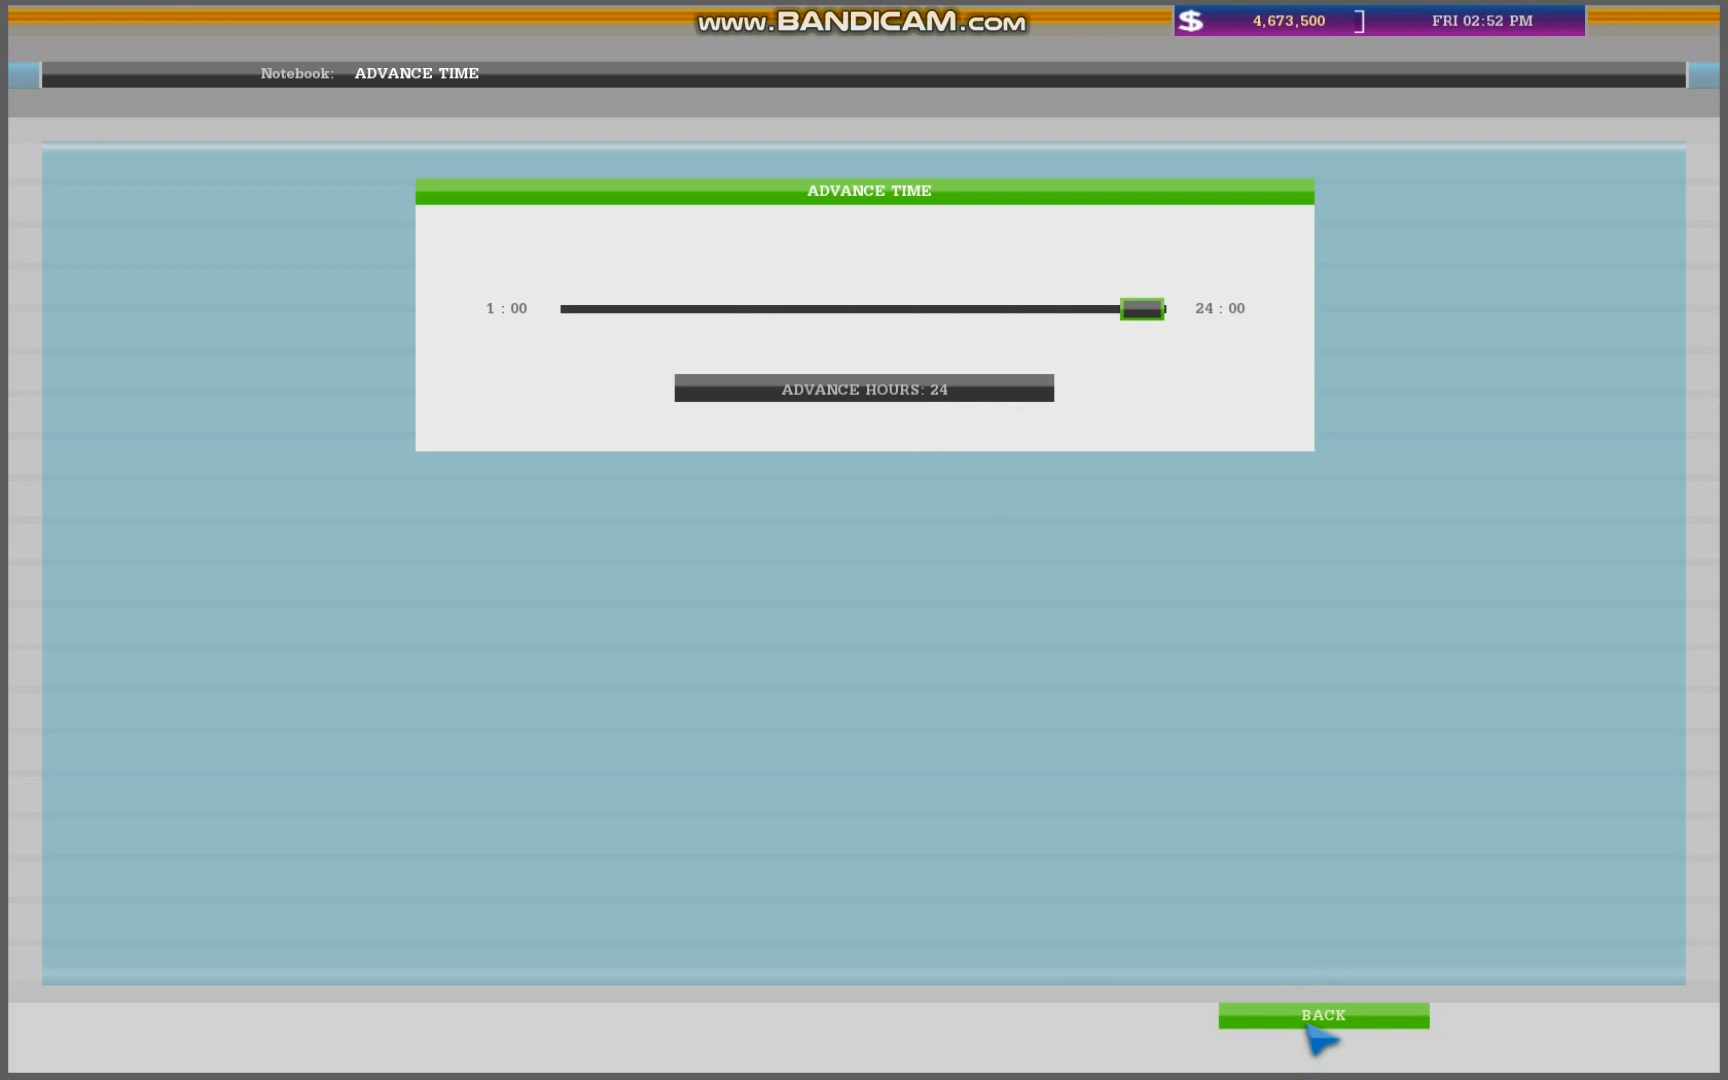 www.BANDICAM.com
$ 4,673,500 ] FRI 02:52 PM
Notebook: ADVANCE TIME
ADVANCE TIME
1 : 00 24 : 00
ADVANCE HOURS: 24
BACK